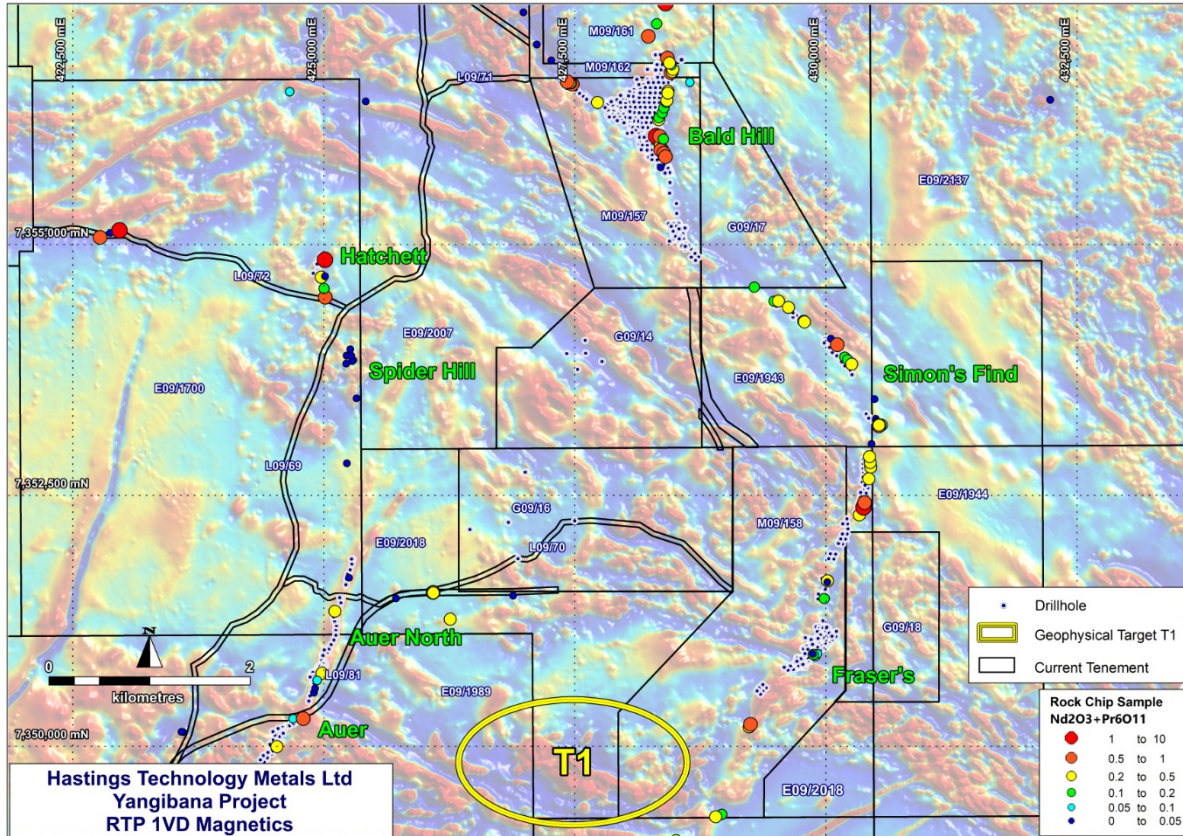 422,500 mE
425,000 mE
427,500 mE
430,000 mE
432,500 mE
M09/161
M09/162
L09/71
Bald Hill
E09/2137
M09/157
G09/17
7,355,000 mN
Hatchett
L09/72
E09/2007
G09/14
Spider Hill
E09/1943
Simon's Find
E09/1700
L09/69
7,352,500 mN
G09/16
E09/1944
M09/158
E09/2018
L09/70
Drillhole
Geophysical Target T1
Current Tenement
G09/18
N
Auer North
0
2
kilometres
L09/81
E09/1989
Fraser's
Auer
7,350,000 mN
T1
E09/2018
Rock Chip Sample
Nd2O3+Pr6O11
1 to 10
0.5 to 1
0.2 to 0.5
0.1 to 0.2
0.05 to 0.1
0 to 0.05
Hastings Technology Metals Ltd
Yangibana Project
RTP 1VD Magnetics